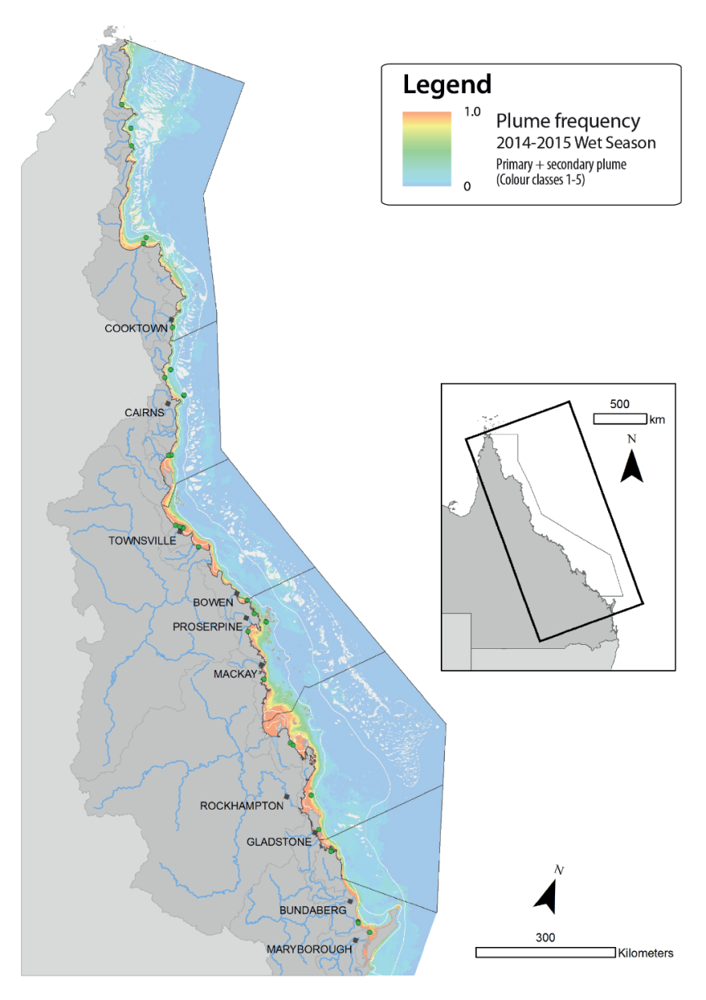 Legend
1.0
Plume frequency
2014-2015 Wet Season
Primary + secondary plume
(Colour classes 1-5)
0
COOKTOWN
CAIRNS
TOWNSVILLE
BOWEN
PROSERPINE
MACKAY
ROCKHAMPTON
GLADSTONE
BUNDABERG
MARYBOROUGH
500
km
N
N
300
Kilometers